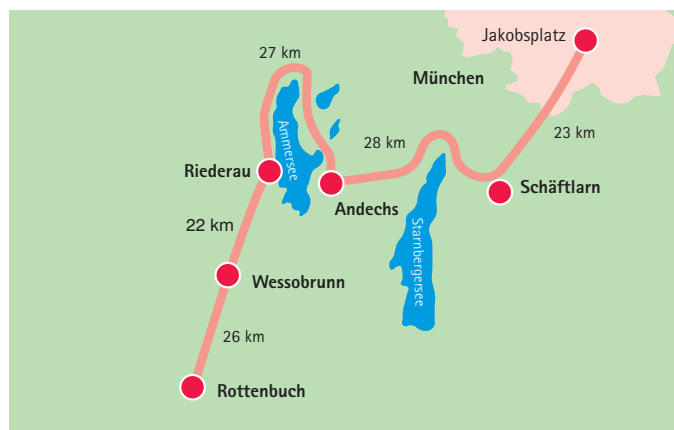 Jakobsplatz
27 km
München
23 km
28 km
Ammersee
Riederau
Schäftlarn
Andechs
22 km
Starnbergersee
Wessobrunn
26 km
Rottenbuch